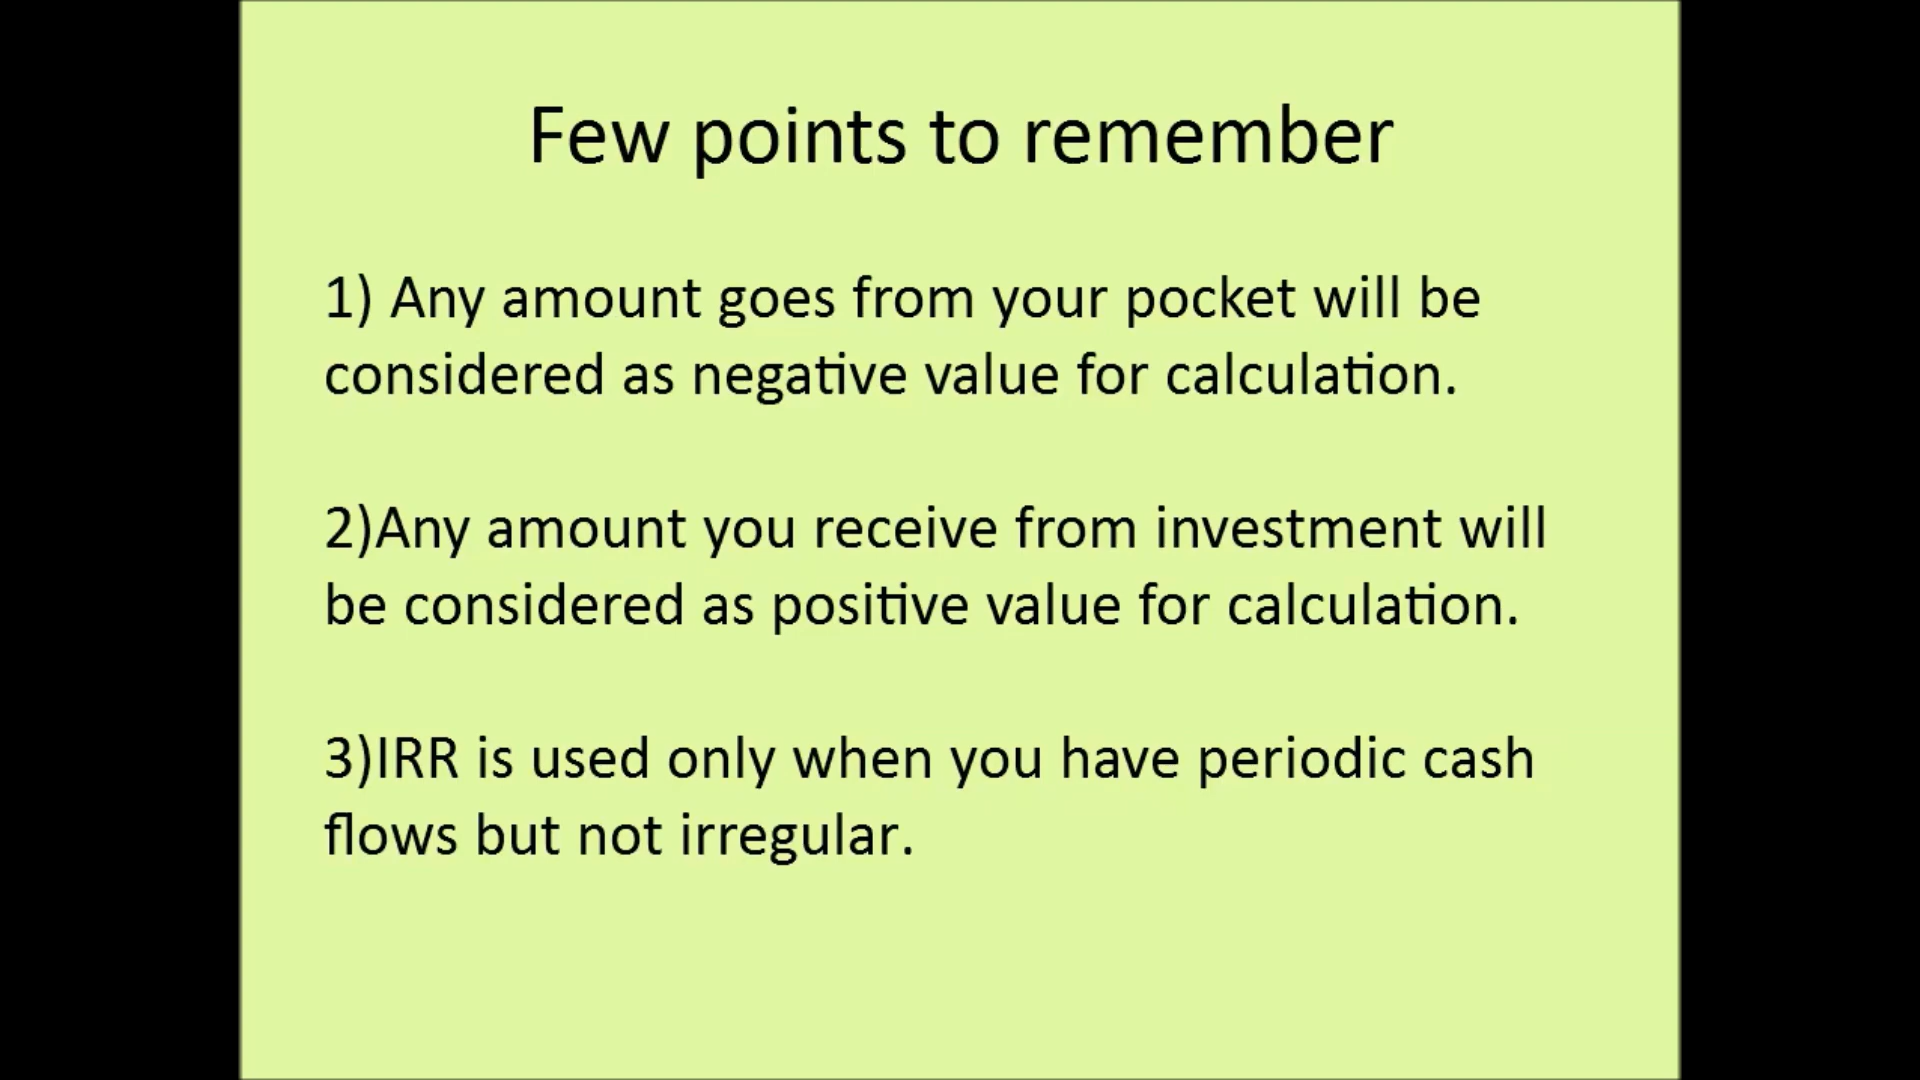 Few points to remember
1) Any amount goes from your pocket will be
considered as negative value for calculation.
2)Any amount you receive from investment will
be considered as positive value for calculation.
3)IRR is used only when you have periodic cash
flows but not irregular.